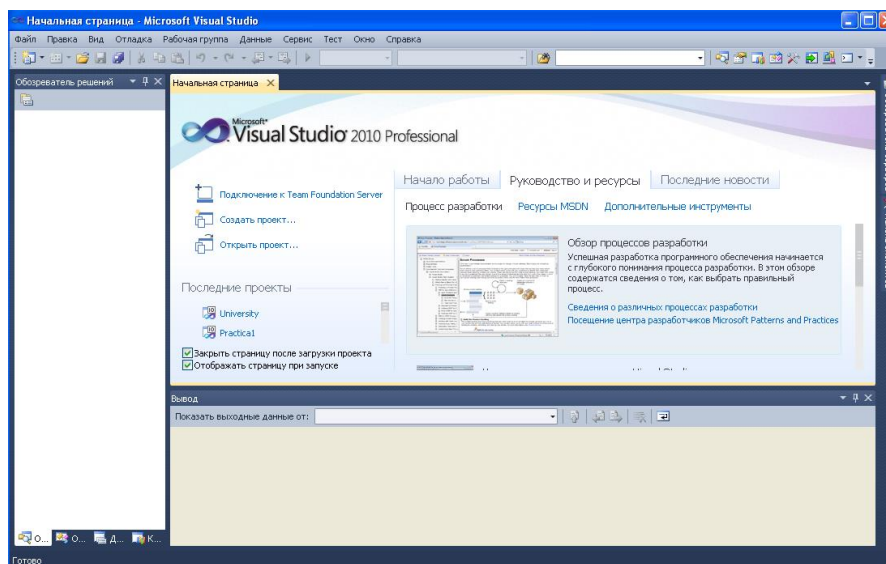 Начальная страница - Microsoft Visual Studio
Файл Правка Вид Отладка Рабочая группа Данные Сервис Тест Окно Справка
Обозреватель решений
Начальная страница
Microsoft
Visual Studio 2010 Professional
Подключение к Team Foundation Server
Создать проект...
Открыть проект...
Последние проекты
University
Practica1
Закрыть страницу после загрузки проекта
Отображать страницу при запуске
Начало работы Руководство и ресурсы Последние новости
Процесс разработки Ресурсы MSDN Дополнительные инструменты
Обзор процессов разработки
Успешная разработка программного обеспечения начинается
с глубокого понимания процесса разработки. В этом обзоре
содержатся сведения о том, как выбрать правильный
процесс.
Сведения о различных процессах разработки
Посещение центра разработчиков Microsoft Patterns and Practices
Вывод
Показать выходные данные от:
О... О... Д... К...
Готово